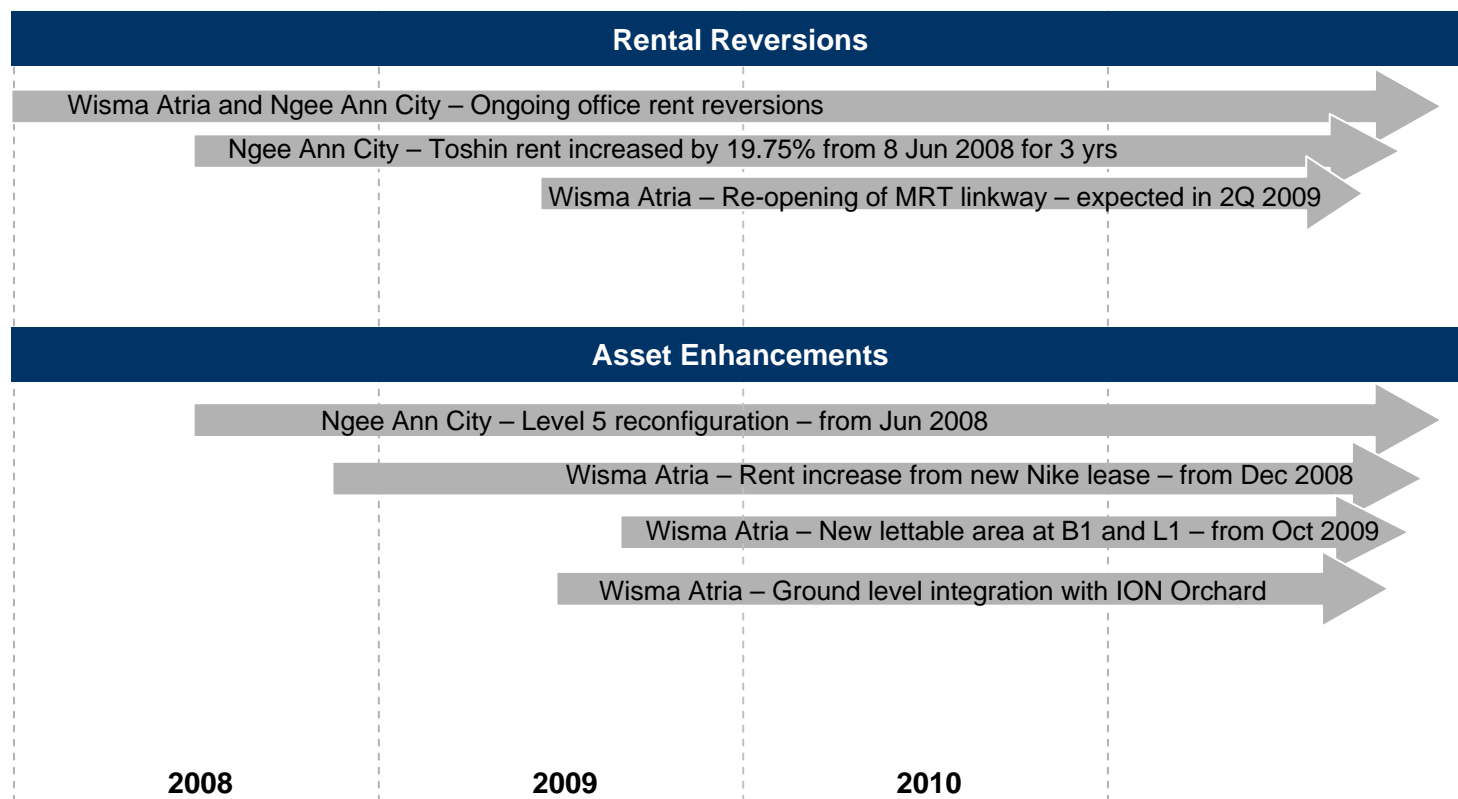 Rental Reversions
Wisma Atria and Ngee Ann City – Ongoing office rent reversions
Ngee Ann City – Toshin rent increased by 19.75% from 8 Jun 2008 for 3 yrs
Wisma Atria – Re-opening of MRT linkway – expected in 2Q 2009
Asset Enhancements
Ngee Ann City – Level 5 reconfiguration – from Jun 2008
Wisma Atria – Rent increase from new Nike lease – from Dec 2008
Wisma Atria – New lettable area at B1 and L1 – from Oct 2009
Wisma Atria – Ground level integration with ION Orchard
2008 2009 2010